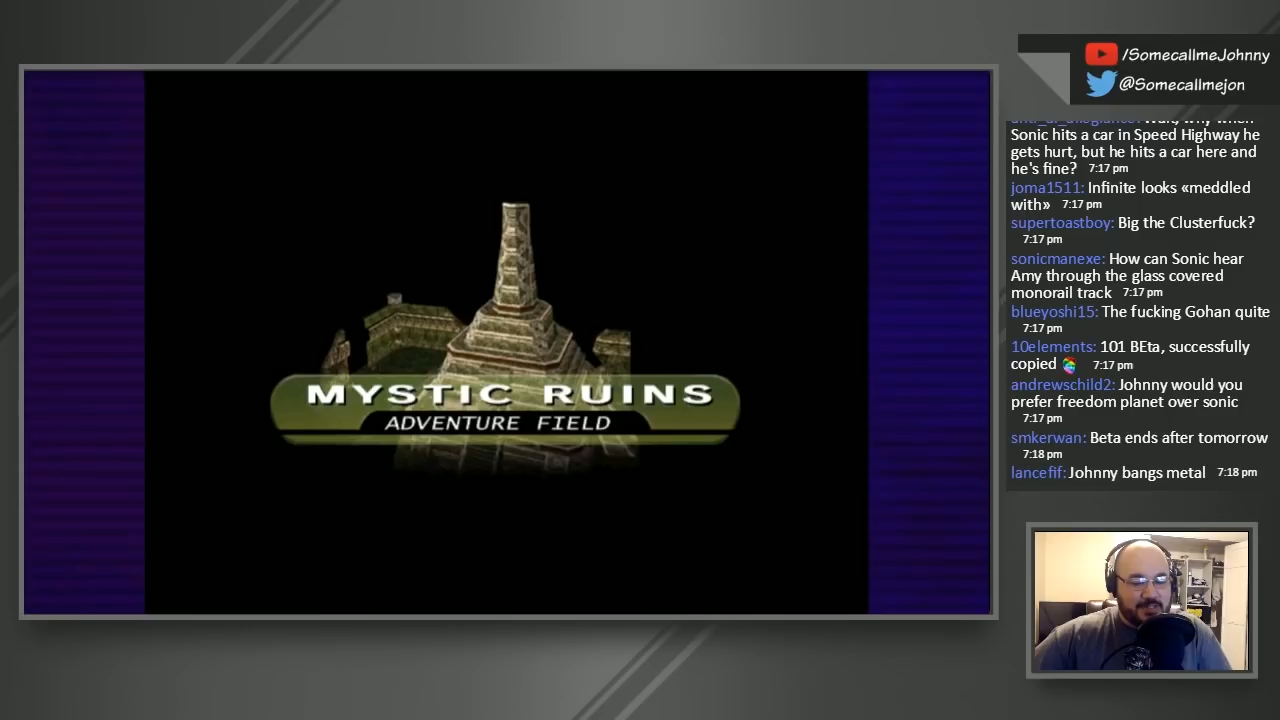 /SomecallmeJohnny
@Somecallmejon
MYSTIC RUINS
ADVENTURE FIELD
Wait, why when
Sonic hits a car in Speed Highway he
gets hurt, but he hits a car here and
he's fine? 7:17 pm
joma1511: Infinite looks «meddled
with» 7:17 pm
supertoastboy: Big the Clusterfuck?
7:17 pm
sonicmanexe: How can Sonic hear
Amy through the glass covered
monorail track 7:17 pm
blueyoshi15: The fucking Gohan quite
7:17 pm
10elements: 101 BEta, successfully
copied 7:17 pm
andrewschild2: Johnny would you
prefer freedom planet over sonic
7:17 pm
smkerwan: Beta ends after tomorrow
7:18 pm
lancefif: Johnny bangs metal 7:18 pm